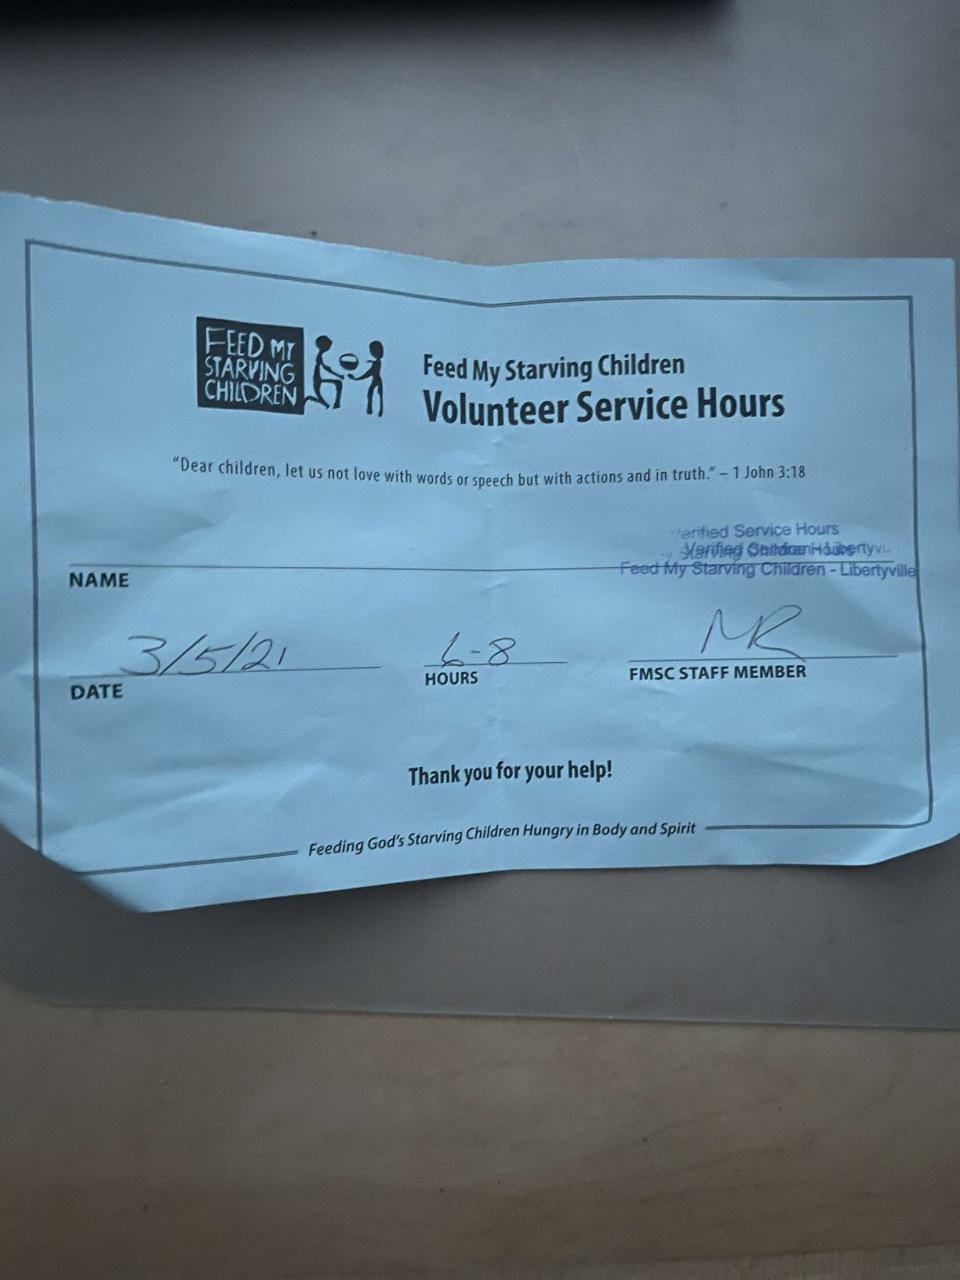 FEED MY
STARVING
CHILDREN
Feed My Starving Children
Volunteer Service Hours
“Dear children, let us not love with words or speech but with actions and in truth.” – 1 John 3:18
Verified Service Hours
Verified
Feed My Starving Children - Libertyville
NAME
3/5/21
6-8
MR
DATE
HOURS
FMSC STAFF MEMBER
Thank you for your help!
Feeding God's Starving Children Hungry in Body and Spirit